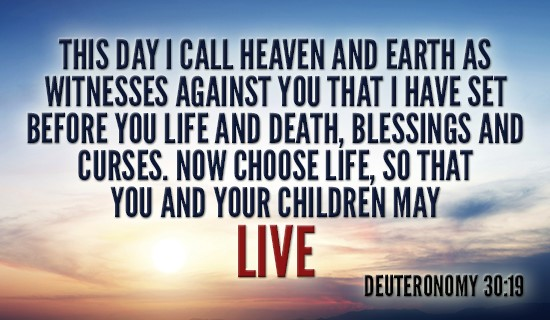 THIS DAY I CALL HEAVEN AND EARTH AS
WITNESSES AGAINST YOU THAT I HAVE SET
BEFORE YOU LIFE AND DEATH, BLESSINGS AND
CURSES. NOW CHOOSE LIFE, SO THAT
YOU AND YOUR CHILDREN MAY
LIVE
DEUTERONOMY 30:19